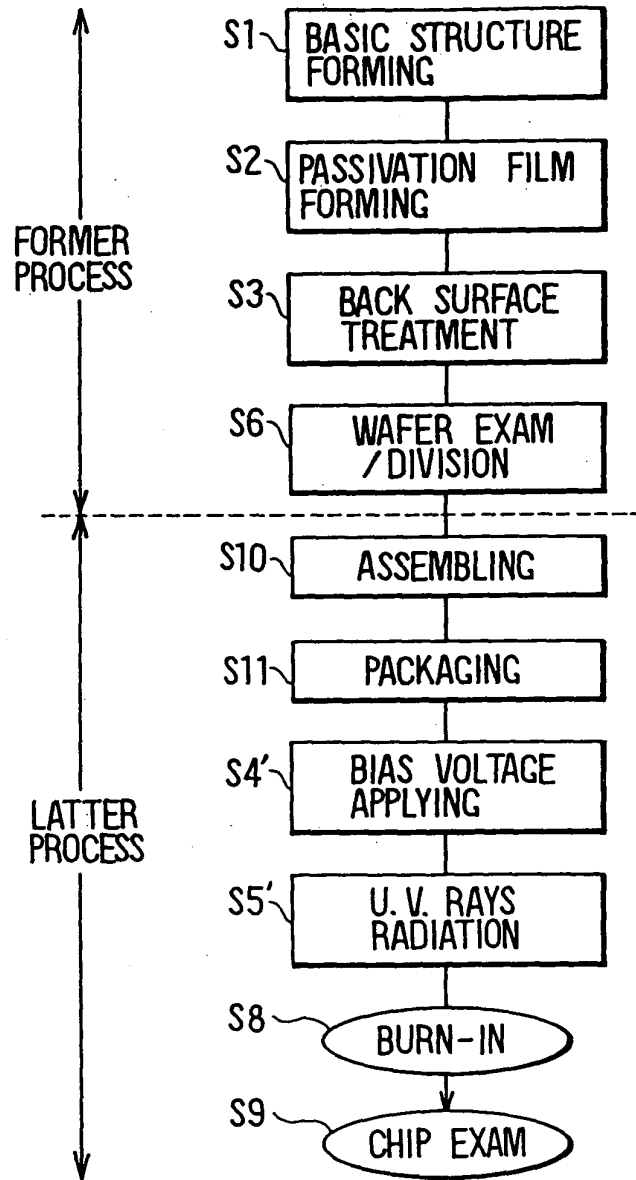 S1
BASIC STRUCTURE
FORMING
S2
PASSIVATION FILM
FORMING
FORMER
PROCESS
S3
BACK SURFACE
TREATMENT
S6
WAFER EXAM
/DIVISION
S10
ASSEMBLING
S11
PACKAGING
S4'
BIAS VOLTAGE
APPLYING
LATTER
PROCESS
S5'
U.V. RAYS
RADIATION
S8
BURN-IN
S9
CHIP EXAM